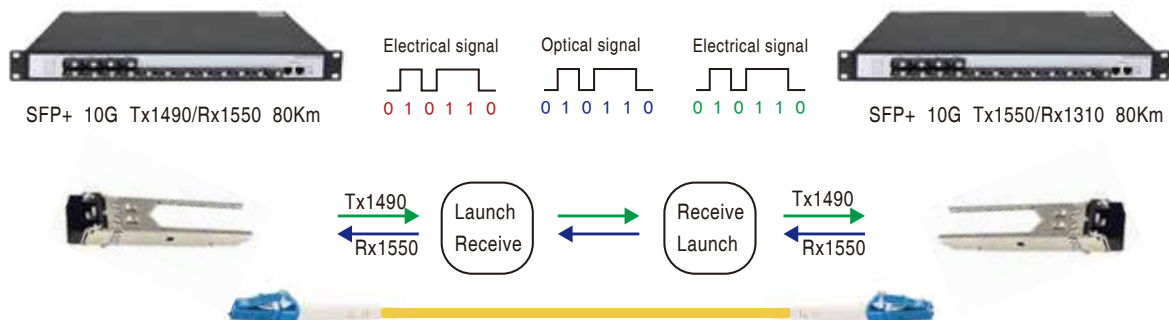 Electrical signal
Optical signal
Electrical signal
0 1 0 1 1 0
0 1 0 1 1 0
0 1 0 1 1 0
SFP+ 10G Tx1490/Rx1550 80Km
SFP+ 10G Tx1550/Rx1310 80Km
Tx1490
Rx1550
Launch
Receive
Receive
Launch
Tx1490
Rx1550